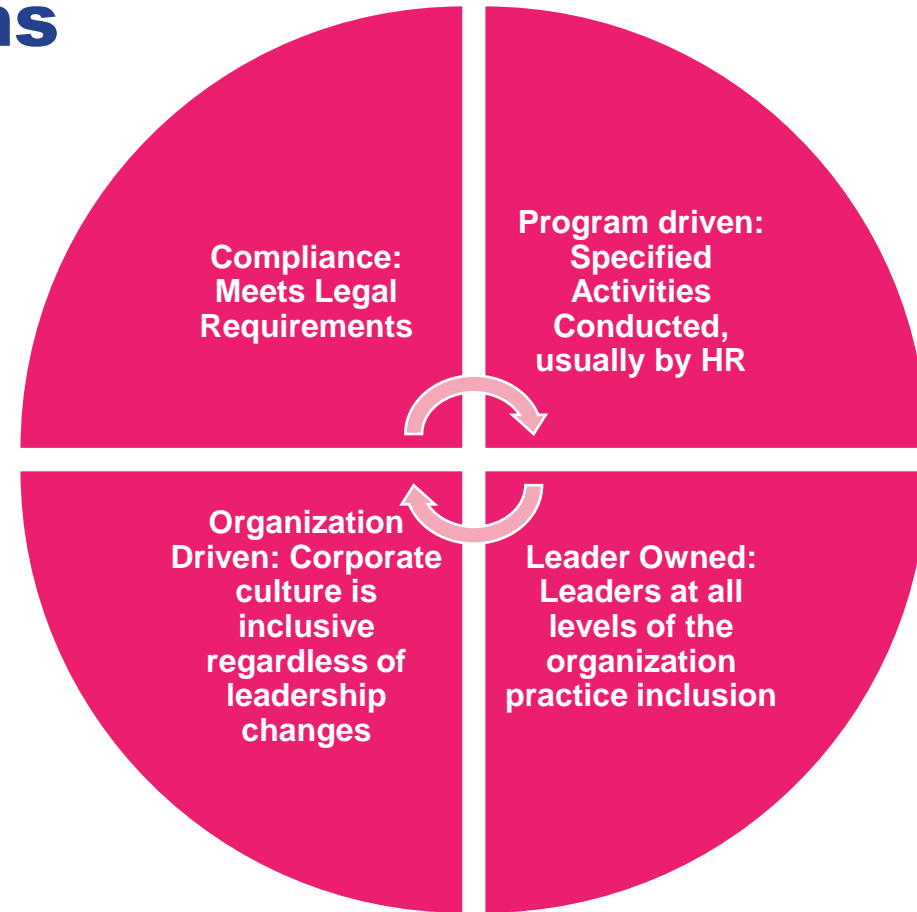 ns
Compliance:
Meets Legal
Requirements
Program driven:
Specified
Activities
Conducted,
usually by HR
Organization
Driven: Corporate
culture is
inclusive
regardless of
leadership
changes
Leader Owned:
Leaders at all
levels of the
organization
practice inclusion